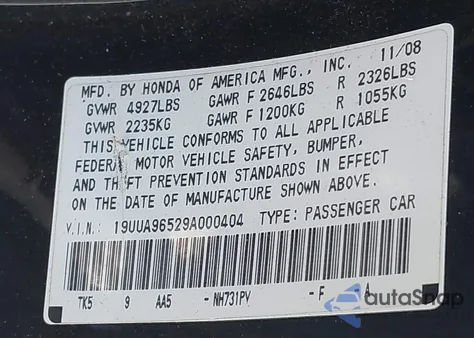 MFD. BY HONDA OF AMERICA MFG., INC. 11/08
GVWR 4927LBS GAWR F 2646LBS R 2326LBS
GVWR 2235KG GAWR F 1200KG R 1055KG
THIS VEHICLE CONFORMS TO ALL APPLICABLE
FEDERAL MOTOR VEHICLE SAFETY, BUMPER,
AND THEFT PREVENTION STANDARDS IN EFFECT
ON THE DATE OF MANUFACTURE SHOWN ABOVE.
V.I.N.: 19UUA96529A000404 TYPE: PASSENGER CAR
TK5 9 AA5 -NH731PV -F -A
autaSnap